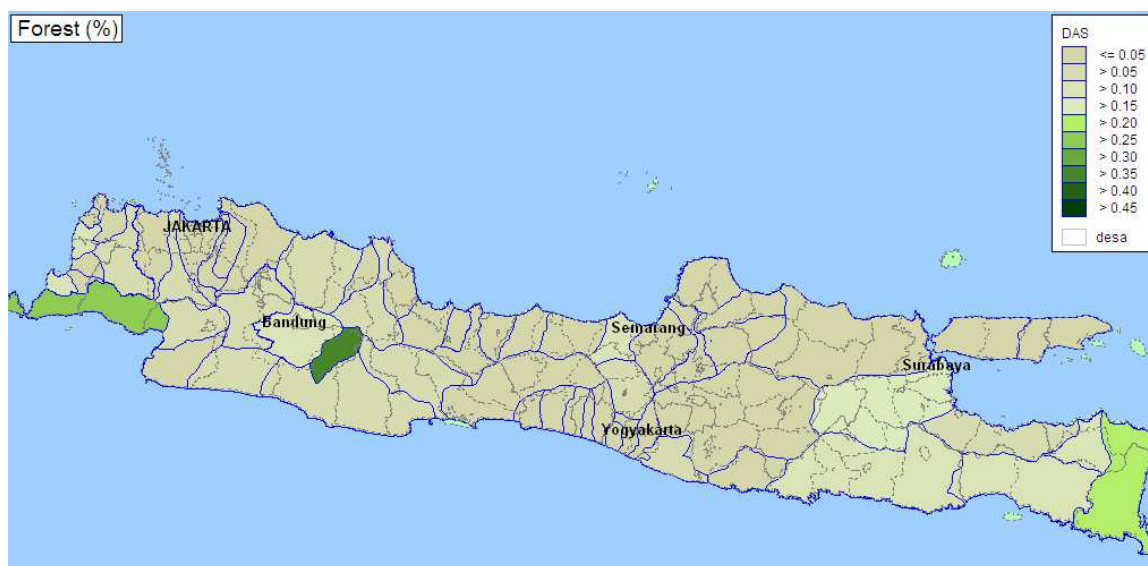 Forest (%)
DAS
<= 0.05
> 0.05
> 0.10
> 0.15
> 0.20
> 0.25
> 0.30
> 0.35
> 0.40
> 0.45
desa
JAKARTA
Bandung
Semarang
Surabaya
Yogyakarta